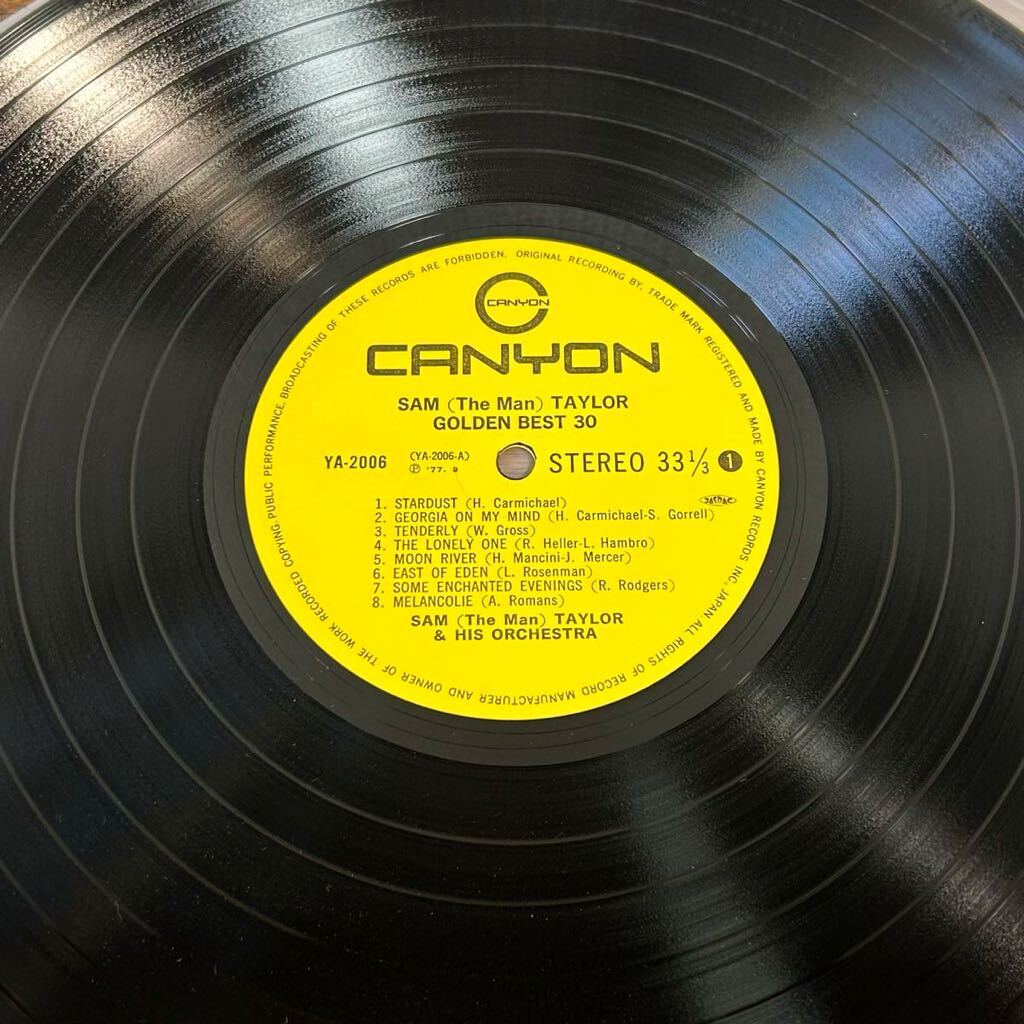 CANYON
CANYON
SAM (The Man) TAYLOR
GOLDEN BEST 30
YA-2006
(YA-2006-A)
Ⓟ '77. 9
STEREO 33⅓ 1
JASRAC
1. STARDUST (H. Carmichael)
2. GEORGIA ON MY MIND (H. Carmichael-S. Gorrell)
3. TENDERLY (W. Gross)
4. THE LONELY ONE (R. Heller-L. Hambro)
5. MOON RIVER (H. Mancini-J. Mercer)
6. EAST OF EDEN (L. Rosenman)
7. SOME ENCHANTED EVENINGS (R. Rodgers)
8. MELANCOLIE (A. Romans)
SAM (The Man) TAYLOR
& HIS ORCHESTRA
ORIGINAL RECORDING BY, TRADE MARK REGISTERED AND MADE BY CANYON RECORDS INC, JAPAN ALL RIGHTS OF RECORD MANUFACTURER AND OWNER OF THE WORK RECORDED COPYING·PUBLIC PERFORMANCE, BROADCASTING OF THESE RECORDS ARE FORBIDDEN.